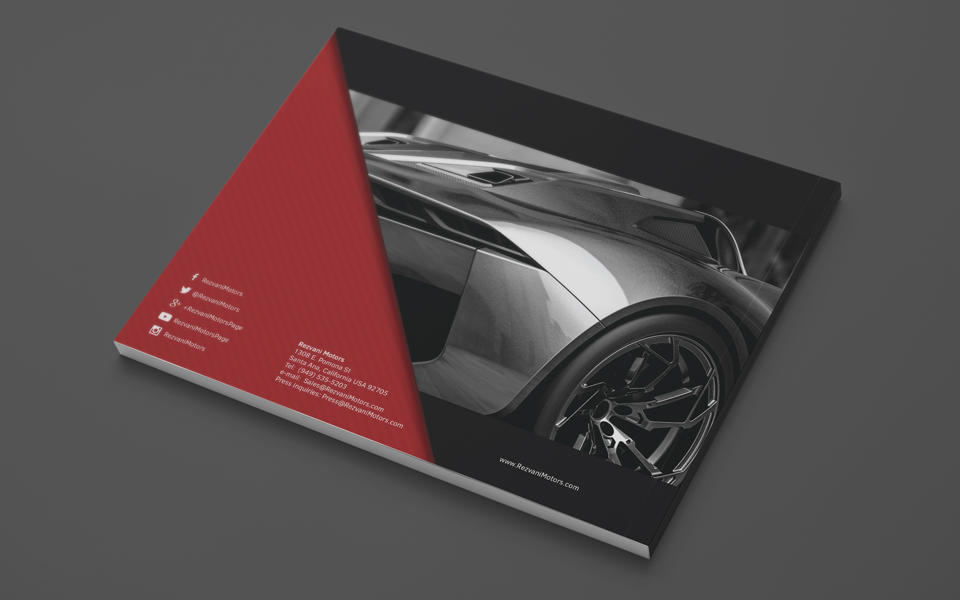 RezvaniMotors
@RezvaniMotors
+RezvaniMotorsPage
RezvaniMotorsPage
RezvaniMotors
Rezvani Motors
1308 E. Pomona St
Santa Ana, California USA 92705
Tel. (949) 535-5203
e-mail: Sales@RezvaniMotors.com
Press inquiries: Press@RezvaniMotors.com
www.RezvaniMotors.com